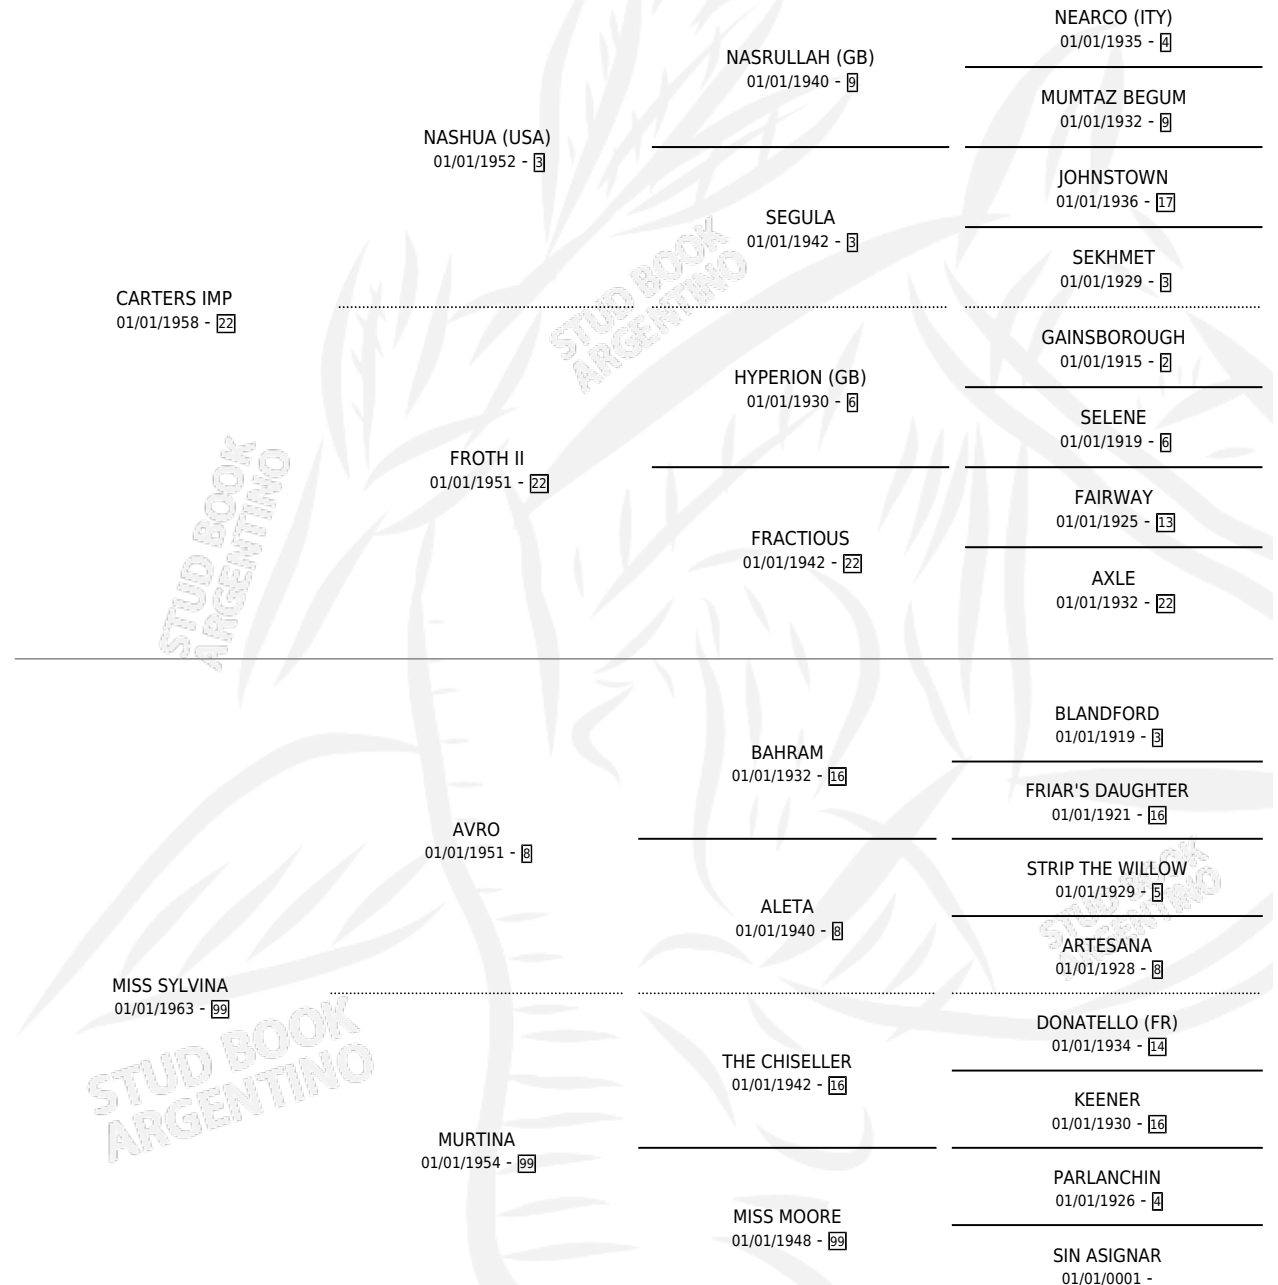 NEARCO (ITY)
01/01/1935 - 4
NASRULLAH (GB)
01/01/1940 - 9
MUMTAZ BEGUM
01/01/1932 - 9
NASHUA (USA)
01/01/1952 - 3
JOHNSTOWN
01/01/1936 - 17
SEGULA
01/01/1942 - 3
SEKHMET
01/01/1929 - 3
CARTERS IMP
01/01/1958 - 22
GAINSBOROUGH
01/01/1915 - 2
HYPERION (GB)
01/01/1930 - 6
SELENE
01/01/1919 - 6
FROTH II
01/01/1951 - 22
FAIRWAY
01/01/1925 - 13
FRACTIOUS
01/01/1942 - 22
AXLE
01/01/1932 - 22
BLANDFORD
01/01/1919 - 3
BAHRAM
01/01/1932 - 16
FRIAR'S DAUGHTER
01/01/1921 - 16
AVRO
01/01/1951 - 8
STRIP THE WILLOW
01/01/1929 - 5
ALETA
01/01/1940 - 8
ARTESANA
01/01/1928 - 8
MISS SYLVINA
01/01/1963 - 99
DONATELLO (FR)
01/01/1934 - 14
THE CHISELLER
01/01/1942 - 16
KEENER
01/01/1930 - 16
MURTINA
01/01/1954 - 99
PARLANCHIN
01/01/1926 - 4
MISS MOORE
01/01/1948 - 99
SIN ASIGNAR
01/01/0001 -
STUD BOOK
ARGENTINO
STUD BOOK
ARGENTINO
STUD BOOK
ARGENTINO
STUD BOOK
ARGENTINO